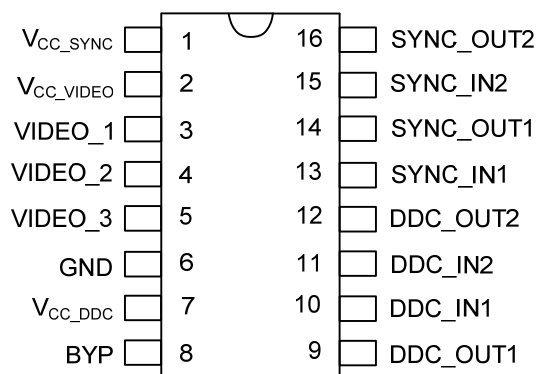 VCC_SYNC 1 16 SYNC_OUT2
VCC_VIDEO 2 15 SYNC_IN2
VIDEO_1 3 14 SYNC_OUT1
VIDEO_2 4 13 SYNC_IN1
VIDEO_3 5 12 DDC_OUT2
GND 6 11 DDC_IN2
VCC_DDC 7 10 DDC_IN1
BYP 8 9 DDC_OUT1